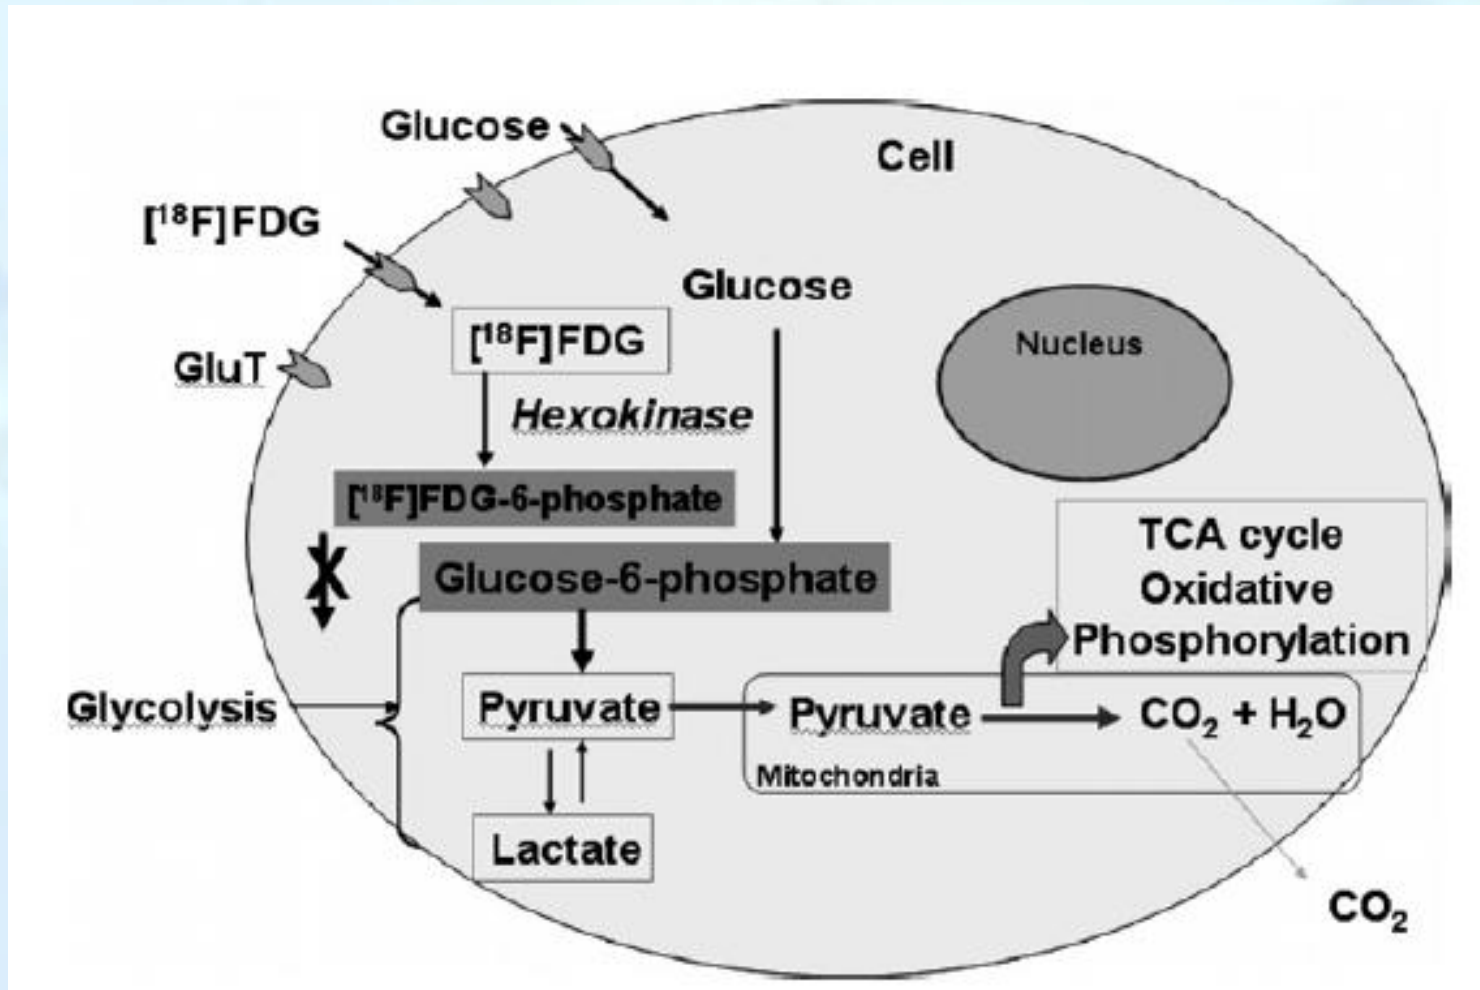 Glucose
Cell
[¹⁸F]FDG
Glucose
[¹⁸F]FDG
Nucleus
GluT
Hexokinase
[¹⁸F]FDG-6-phosphate
TCA cycle
Oxidative
Phosphorylation
Glucose-6-phosphate
Glycolysis
Pyruvate
Pyruvate
CO₂ + H₂O
Mitochondria
Lactate
CO₂